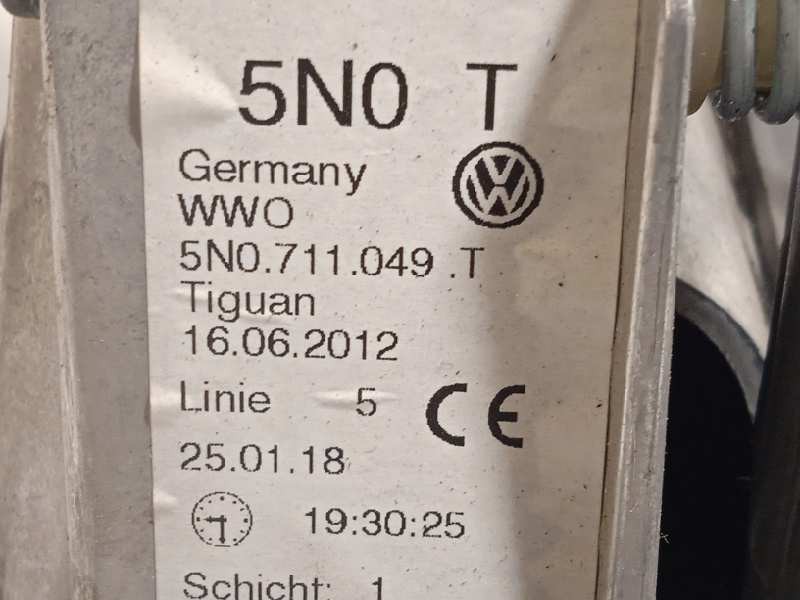 5N0 T
Germany
WWO
5N0.711.049 .T
Tiguan
16.06.2012
Linie 5 CE
25.01.18
19:30:25
Schicht: 1